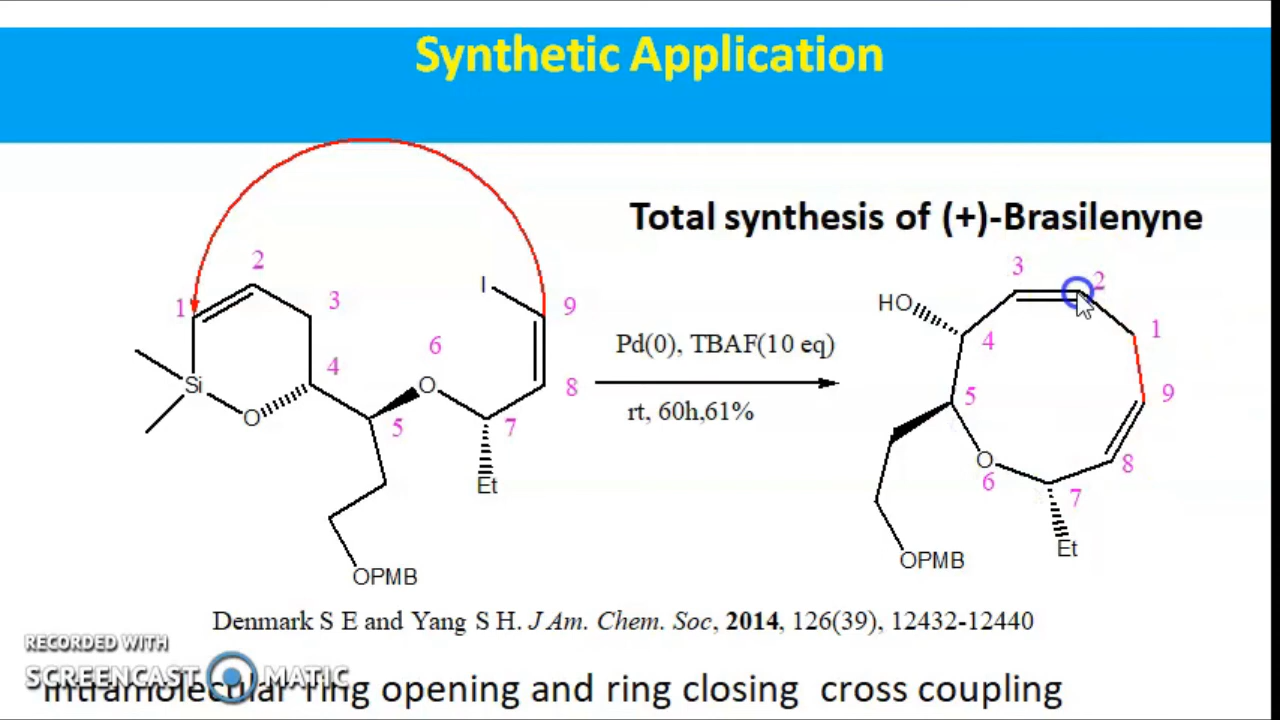 Synthetic Application
Total synthesis of (+)-Brasilenyne
1
2
3
4
5
6
7
8
9
Si
O
O
I
Et
OPMB
Pd(0), TBAF(10 eq)
rt, 60h,61%
HO
3
2
4
1
5
9
O
6
7
8
Et
OPMB
Denmark S E and Yang S H. J Am. Chem. Soc, 2014, 126(39), 12432-12440
RECORDED WITH
SCREENCAST MATIC
Intramolecular ring opening and ring closing cross coupling